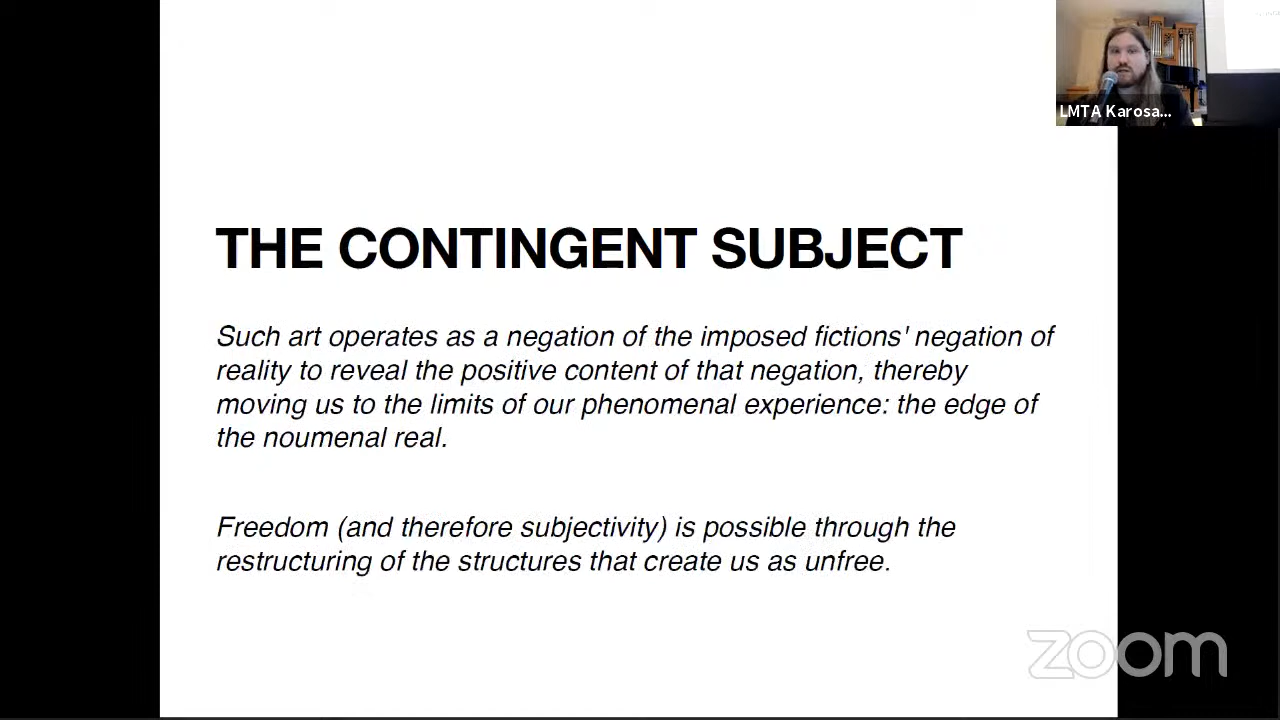 LMTA Karosa...
THE CONTINGENT SUBJECT
Such art operates as a negation of the imposed fictions' negation of
reality to reveal the positive content of that negation, thereby
moving us to the limits of our phenomenal experience: the edge of
the noumenal real.
Freedom (and therefore subjectivity) is possible through the
restructuring of the structures that create us as unfree.
zoom